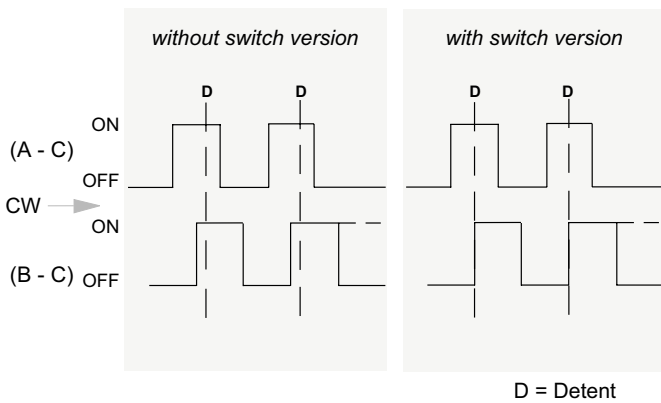 without switch version
with switch version
D D D D
ON
(A - C)
OFF
CW
ON
(B - C)
OFF
D = Detent